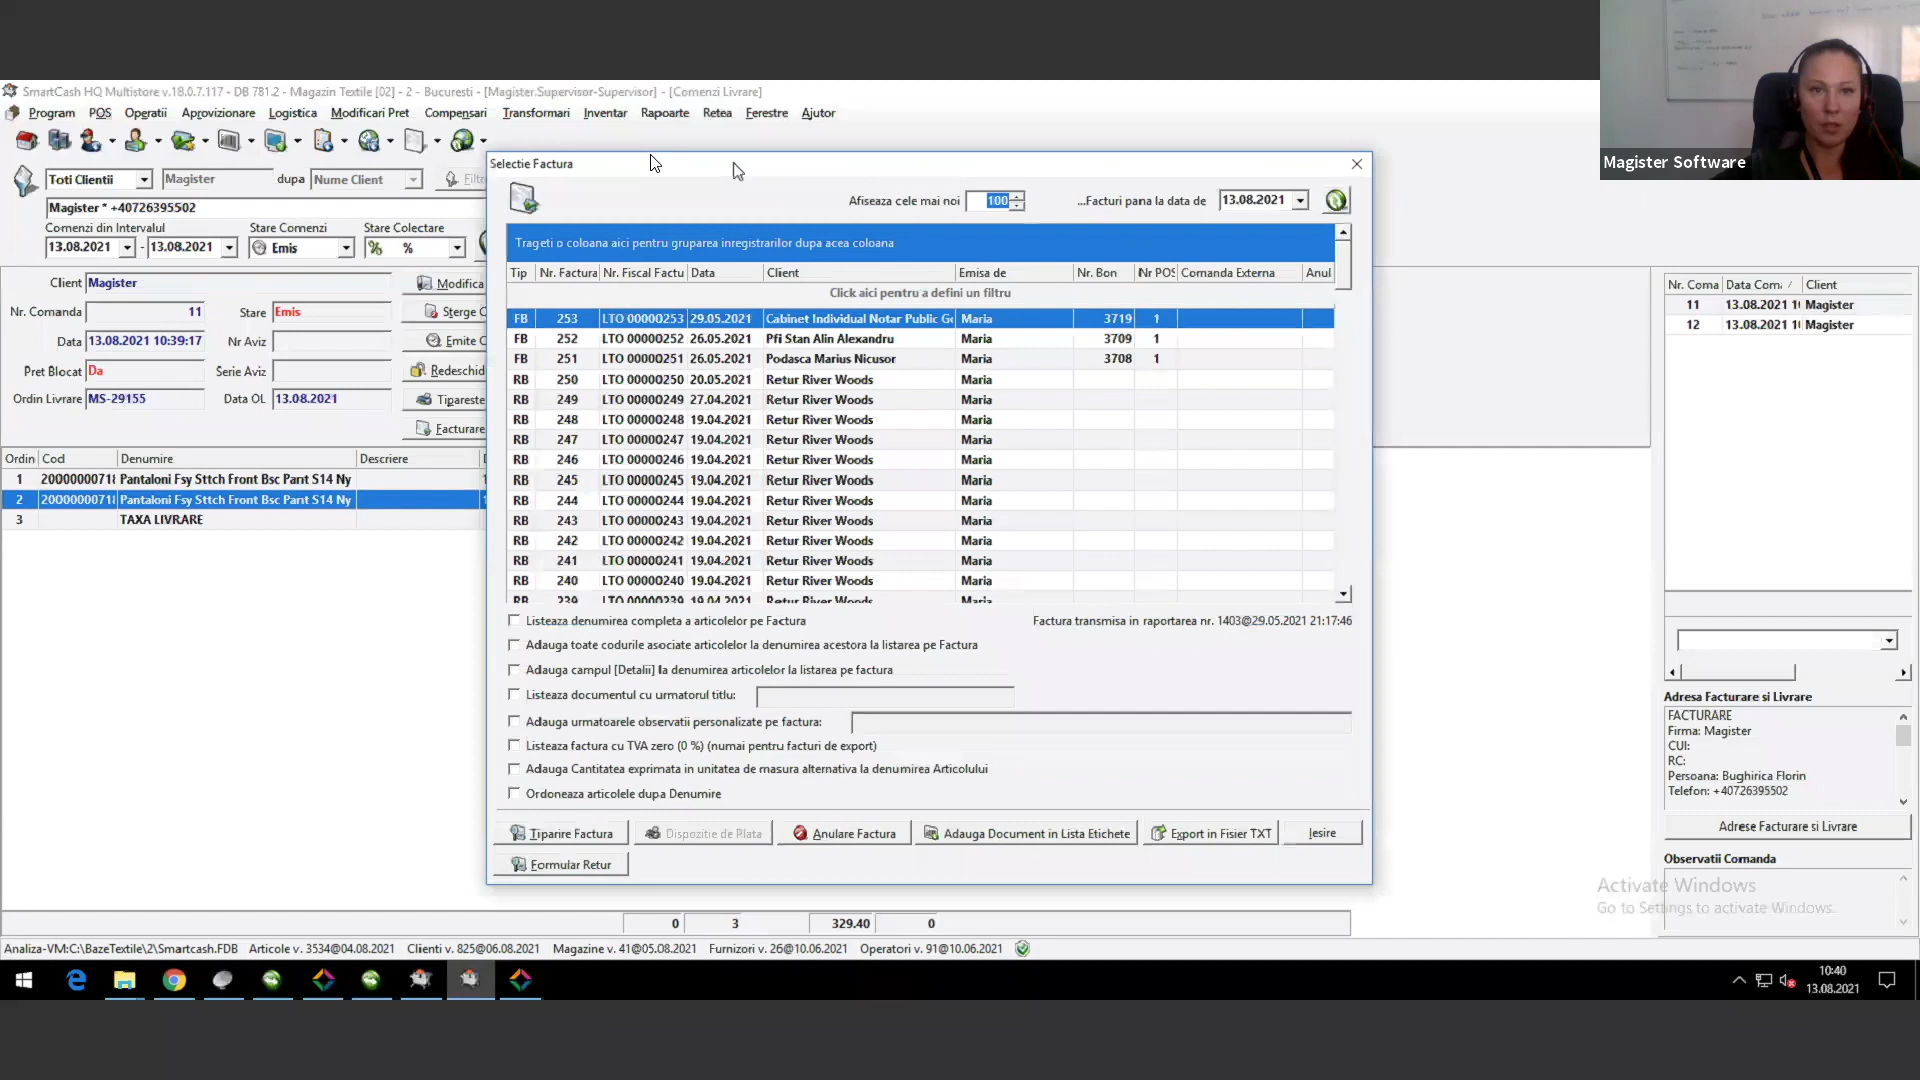 SmartCash HQ Multistore v.18.0.7.117 - DB 781.2 - Magazin Textile [02] - 2 - Bucuresti - [Magister.Supervisor-Supervisor] - [Comenzi Livrare]
Program POS Operatii Aprovizionare Logistica Modificari Pret Compensari Transformari Inventar Rapoarte Retea Ferestre Ajutor
Magister Software
Toti Clientii Magister dupa Nume Client
Magister * +40726395502
Comenzi din Intervalul Stare Comenzi Stare Colectare
13.08.2021 - 13.08.2021 Emis % %
Client Magister Modifica
Nr. Comanda 11 Stare Emis Sterge C
Data 13.08.2021 10:39:17 Nr Aviz Emite C
Pret Blocat Da Serie Aviz Redeschid
Ordin Livrare MS-29155 Data OL 13.08.2021 Tipareste
Facturare
Ordin Cod Denumire Descriere
1 2000000071 Pantaloni Fsy Sttch Front Bsc Pant S14 Ny
2 2000000071 Pantaloni Fsy Sttch Front Bsc Pant S14 Ny
3 TAXA LIVRARE
Selectie Factura
Afiseaza cele mai noi 100 ...Facturi pana la data de 13.08.2021
Trageti o coloana aici pentru gruparea inregistrarilor dupa acea coloana
Tip Nr. Factura Nr. Fiscal Factu Data Client Emisa de Nr. Bon Nr POS Comanda Externa Anul
Click aici pentru a defini un filtru
FB 253 LTO 00000253 29.05.2021 Cabinet Individual Notar Public Ge Maria 3719 1
FB 252 LTO 00000252 26.05.2021 Pfi Stan Alin Alexandru Maria 3709 1
FB 251 LTO 00000251 26.05.2021 Podasca Marius Nicusor Maria 3708 1
RB 250 LTO 00000250 20.05.2021 Retur River Woods Maria
RB 249 LTO 00000249 27.04.2021 Retur River Woods Maria
RB 248 LTO 00000248 19.04.2021 Retur River Woods Maria
RB 247 LTO 00000247 19.04.2021 Retur River Woods Maria
RB 246 LTO 00000246 19.04.2021 Retur River Woods Maria
RB 245 LTO 00000245 19.04.2021 Retur River Woods Maria
RB 244 LTO 00000244 19.04.2021 Retur River Woods Maria
RB 243 LTO 00000243 19.04.2021 Retur River Woods Maria
RB 242 LTO 00000242 19.04.2021 Retur River Woods Maria
RB 241 LTO 00000241 19.04.2021 Retur River Woods Maria
RB 240 LTO 00000240 19.04.2021 Retur River Woods Maria
RB 239 LTO 00000239 19.04.2021 Retur River Woods Maria
Listeaza denumirea completa a articolelor pe Factura Factura transmisa in raportarea nr. 1403@29.05.2021 21:17:46
Adauga toate codurile asociate articolelor la denumirea acestora la listarea pe Factura
Adauga campul [Detalii] la denumirea articolelor la listarea pe factura
Listeaza documentul cu urmatorul titlu:
Adauga urmatoarele observatii personalizate pe factura:
Listeaza factura cu TVA zero (0 %) (numai pentru facturi de export)
Adauga Cantitatea exprimata in unitatea de masura alternativa la denumirea Articolului
Ordoneaza articolele dupa Denumire
Tiparire Factura Dispozitie de Plata Anulare Factura Adauga Document in Lista Etichete Export in Fisier TXT Iesire
Formular Retur
Nr. Coma Data Com Client
11 13.08.2021 1 Magister
12 13.08.2021 1 Magister
Adresa Facturare si Livrare
FACTURARE
Firma: Magister
CUI:
RC:
Persoana: Bughirica Florin
Telefon: +40726395502
Adrese Facturare si Livrare
Observatii Comanda
Activate Windows
Go to Settings to activate Windows.
0 3 329.40 0
Analiza-VM:C:\BazeTextile\2\Smartcash.FDB Articole v. 3534@04.08.2021 Clienti v. 825@06.08.2021 Magazine v. 41@05.08.2021 Furnizori v. 26@10.06.2021 Operatori v. 91@10.06.2021
10:40
13.08.2021